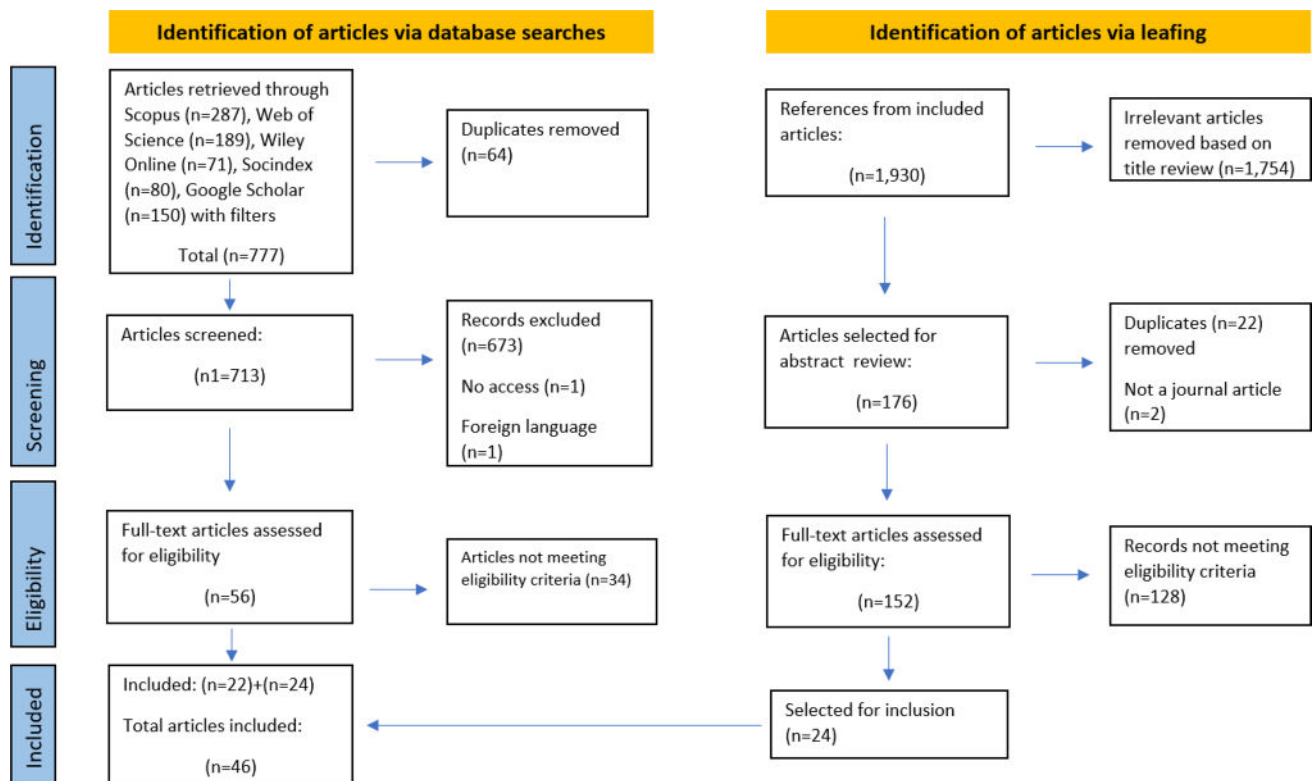 Identification of articles via database searches
Identification of articles via leafing
Identification
Articles retrieved through
Scopus (n=287), Web of
Science (n=189), Wiley
Online (n=71), Socindex
(n=80), Google Scholar
(n=150) with filters
Total (n=777)
Duplicates removed
(n=64)
References from included
articles:
(n=1,930)
Irrelevant articles
removed based on
title review (n=1,754)
Screening
Articles screened:
(n1=713)
Records excluded
(n=673)
No access (n=1)
Foreign language
(n=1)
Articles selected for
abstract review:
(n=176)
Duplicates (n=22)
removed
Not a journal article
(n=2)
Eligibility
Full-text articles assessed
for eligibility
(n=56)
Articles not meeting
eligibility criteria (n=34)
Full-text articles assessed for
eligibility:
(n=152)
Records not meeting
eligibility criteria
(n=128)
Included
Included: (n=22)+(n=24)
Total articles included:
(n=46)
Selected for inclusion
(n=24)